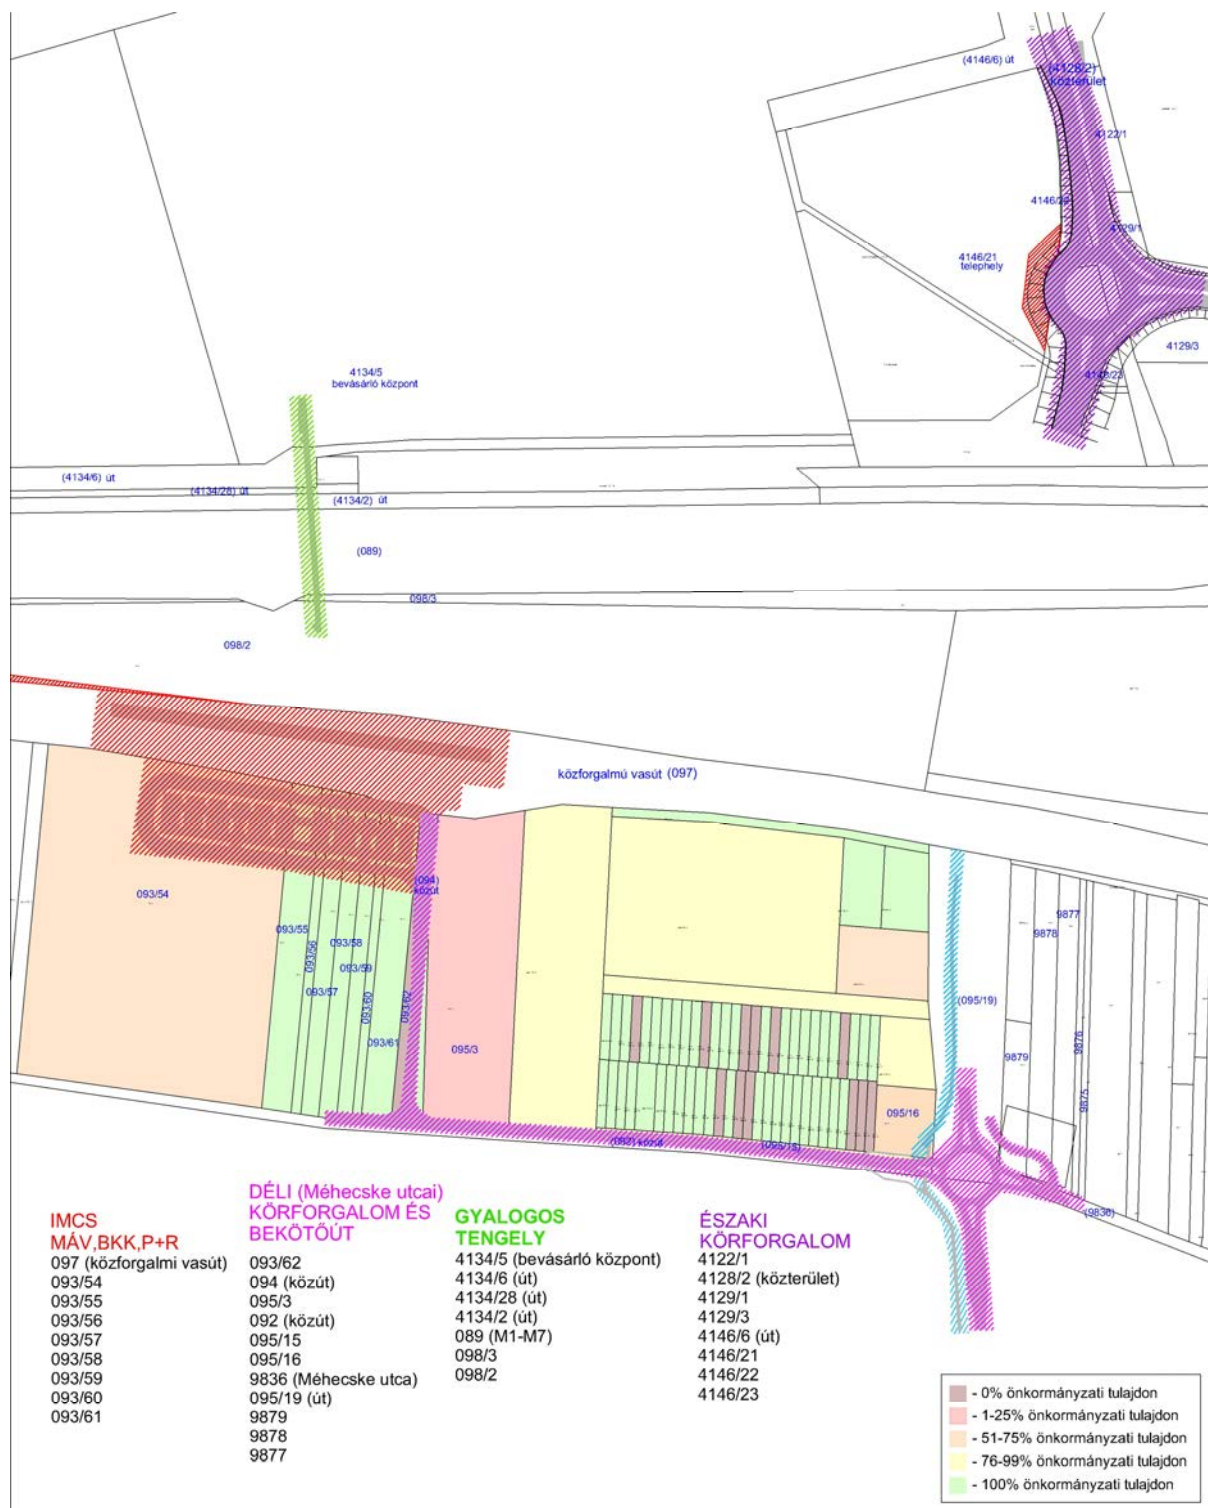 (4146/6) út
(4128/2)
közterület
4122/1
4146/22
4129/1
4146/21
telephely
4129/3
4146/23
4134/5
bevásárló központ
(4134/6) út
(4134/28) út
(4134/2) út
(089)
098/3
098/2
közforgalmú vasút (097)
093/54
(094)
közút
093/55
093/56
093/58
093/59
093/57
093/60
093/62
093/61
095/3
9877
9878
(095/19)
9876
9879
9875
095/16
(092) közút
(095/15)
(9836)
IMCS
MÁV,BKK,P+R
097 (közforgalmi vasút)
093/54
093/55
093/56
093/57
093/58
093/59
093/60
093/61
DÉLI (Méhecske utcai)
KÖRFORGALOM ÉS
BEKÖTŐÚT
093/62
094 (közút)
095/3
092 (közút)
095/15
095/16
9836 (Méhecske utca)
095/19 (út)
9879
9878
9877
GYALOGOS
TENGELY
4134/5 (bevásárló központ)
4134/6 (út)
4134/28 (út)
4134/2 (út)
089 (M1-M7)
098/3
098/2
ÉSZAKI
KÖRFORGALOM
4122/1
4128/2 (közterület)
4129/1
4129/3
4146/6 (út)
4146/21
4146/22
4146/23
- 0% önkormányzati tulajdon
- 1-25% önkormányzati tulajdon
- 51-75% önkormányzati tulajdon
- 76-99% önkormányzati tulajdon
- 100% önkormányzati tulajdon